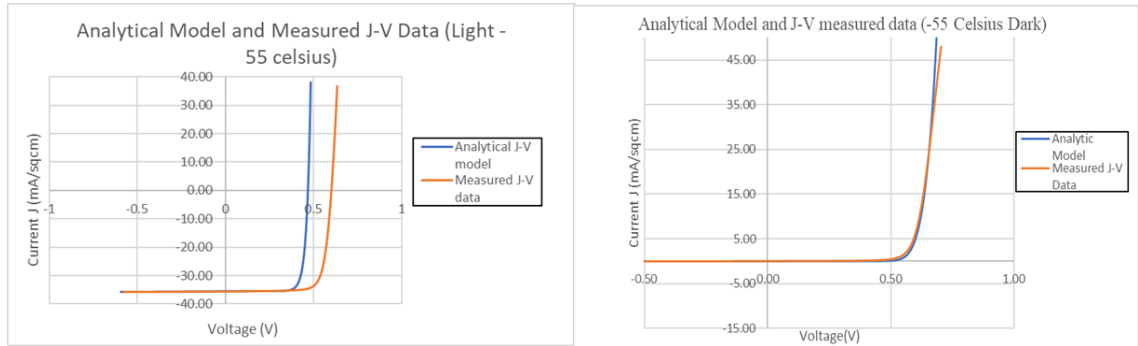 Analytical Model and Measured J-V Data (Light -
55 celsius)
40.00
30.00
20.00
10.00
0.00
-10.00
-20.00
-30.00
-40.00
-1
-0.5
0
0.5
1
Current J (mA/sqcm)
Voltage (V)
Analytical J-V
model
Measured J-V
data
Analytical Model and J-V measured data (-55 Celsius Dark)
45.00
35.00
25.00
15.00
5.00
-5.00
-15.00
-0.50
0.00
0.50
1.00
Current J (mA/sqcm)
Voltage(V)
Analytic
Model
Measured J-V
Data